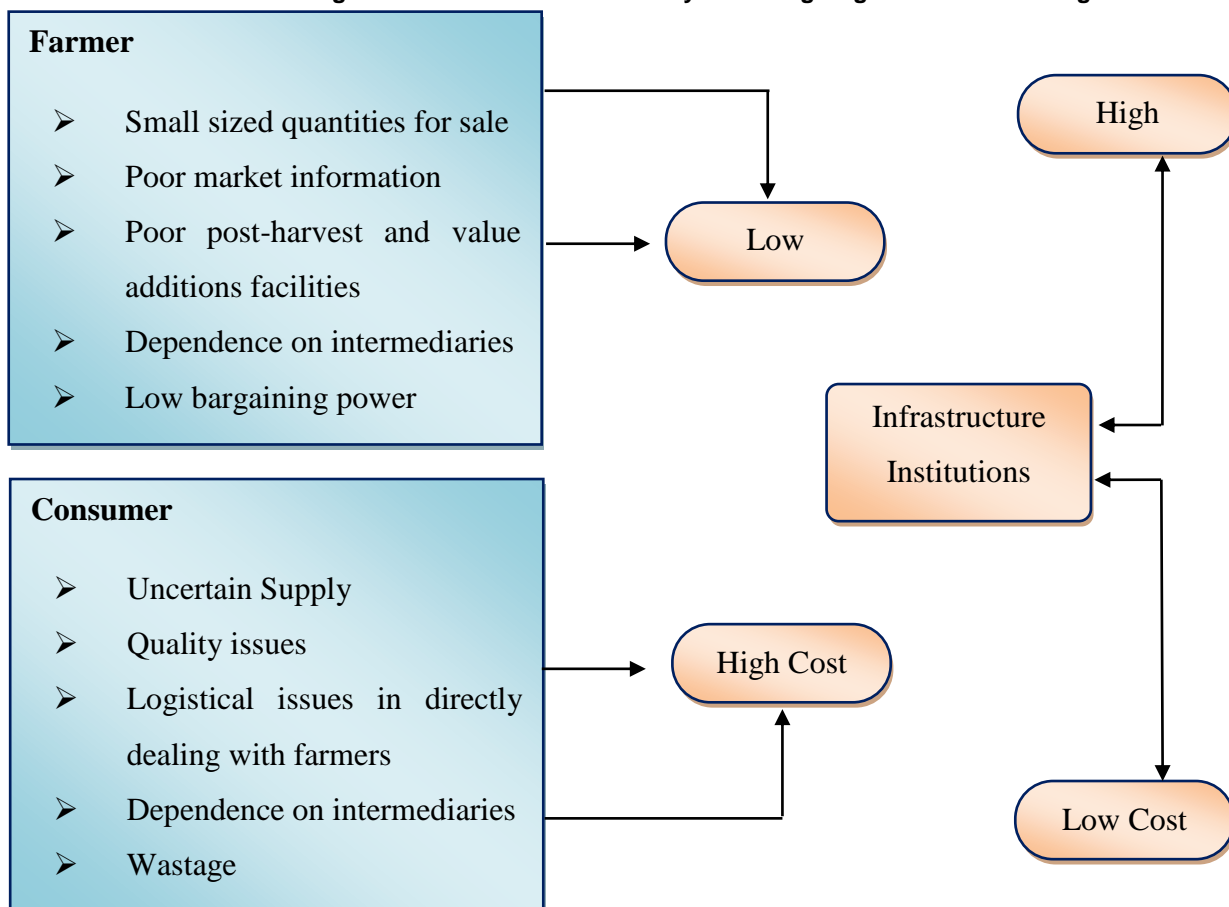 Farmer
➢ Small sized quantities for sale
➢ Poor market information
➢ Poor post-harvest and value
additions facilities
➢ Dependence on intermediaries
➢ Low bargaining power
Low
High
Infrastructure
Institutions
Consumer
➢ Uncertain Supply
➢ Quality issues
➢ Logistical issues in directly
dealing with farmers
➢ Dependence on intermediaries
➢ Wastage
High Cost
Low Cost